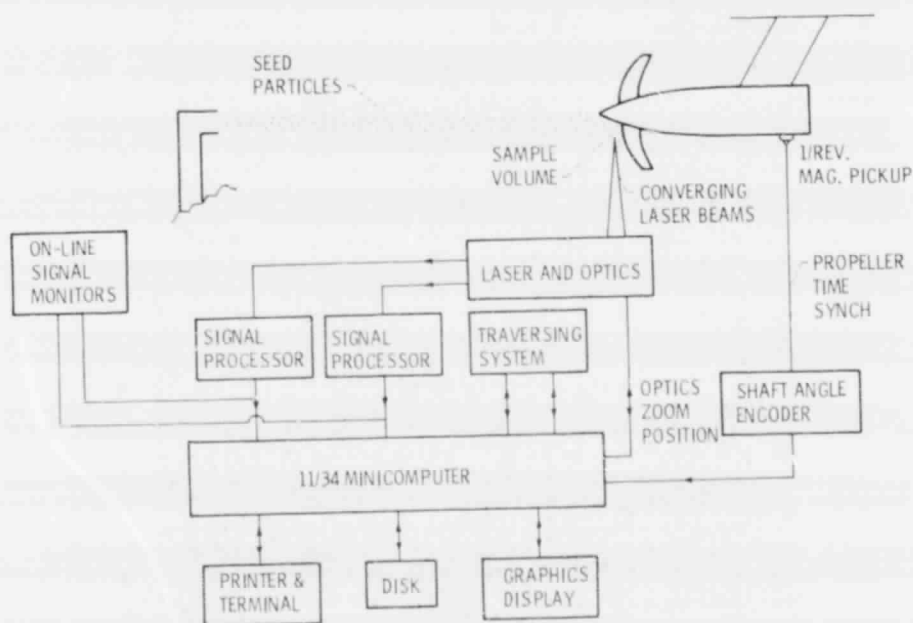 SEED
PARTICLES
SAMPLE
VOLUME
1/REV.
MAG. PICKUP
CONVERGING
LASER BEAMS
ON-LINE
SIGNAL
MONITORS
LASER AND OPTICS
PROPELLER
TIME
SYNCH
SIGNAL
PROCESSOR
SIGNAL
PROCESSOR
TRAVERSING
SYSTEM
OPTICS
ZOOM
POSITION
SHAFT ANGLE
ENCODER
11/34 MINICOMPUTER
PRINTER &
TERMINAL
DISK
GRAPHICS
DISPLAY